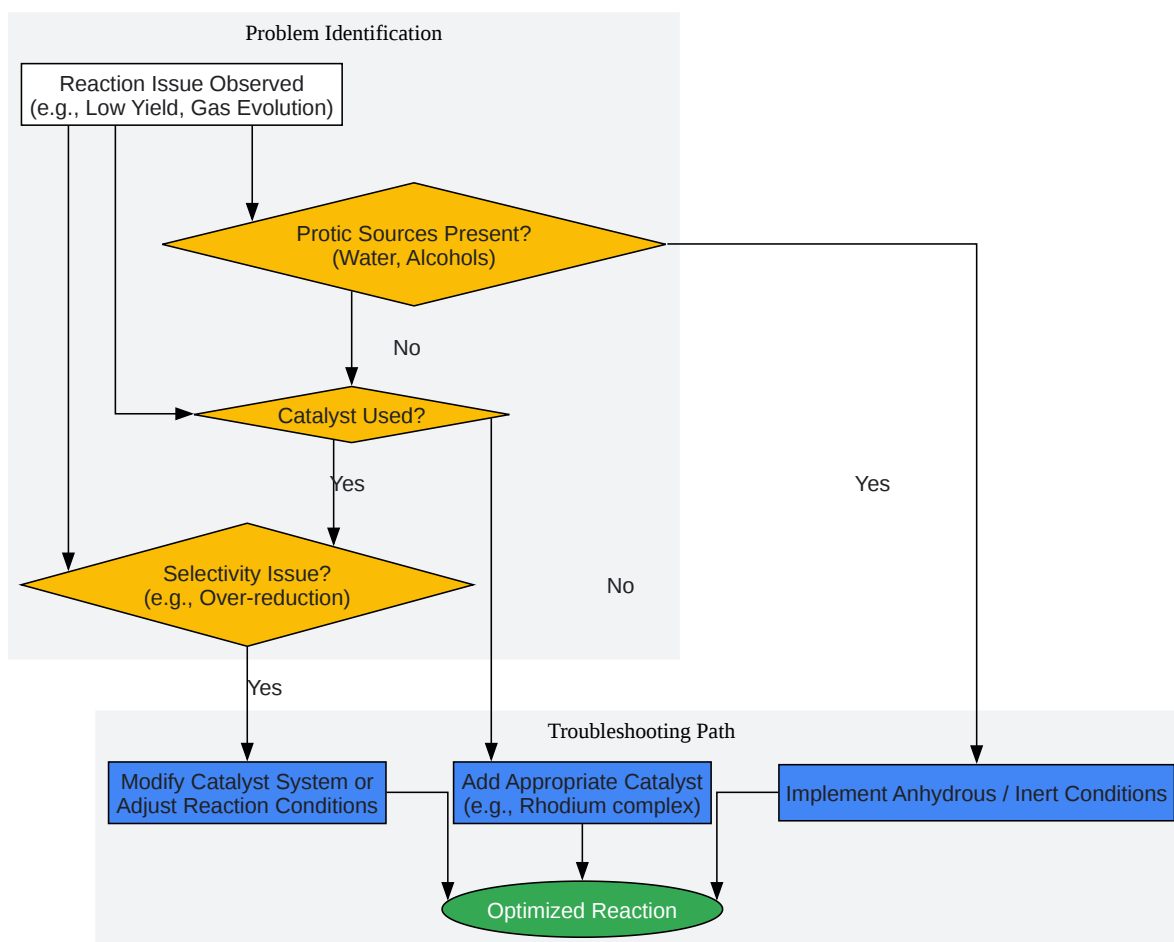 Problem Identification
Reaction Issue Observed
(e.g., Low Yield, Gas Evolution)
Protic Sources Present?
(Water, Alcohols)
No
Catalyst Used?
Yes
Yes
Selectivity Issue?
(e.g., Over-reduction)
No
Yes
Troubleshooting Path
Modify Catalyst System or
Adjust Reaction Conditions
Add Appropriate Catalyst
(e.g., Rhodium complex)
Implement Anhydrous / Inert Conditions
Optimized Reaction